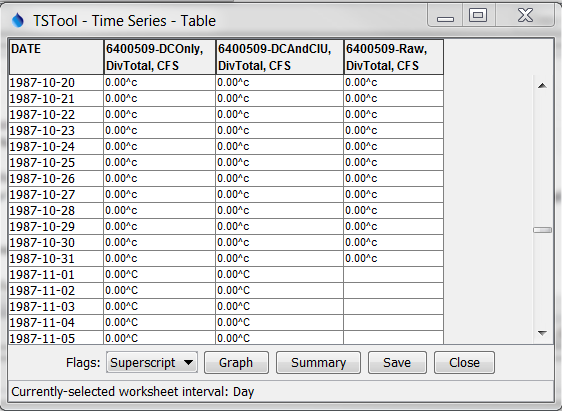 TSTool - Time Series - Table
DATE 6400509-DCOnly, 6400509-DCAndCIU, 6400509-Raw,
DivTotal, CFS DivTotal, CFS DivTotal, CFS
1987-10-20 0.00^c 0.00^c 0.00^c
1987-10-21 0.00^c 0.00^c 0.00^c
1987-10-22 0.00^c 0.00^c 0.00^c
1987-10-23 0.00^c 0.00^c 0.00^c
1987-10-24 0.00^c 0.00^c 0.00^c
1987-10-25 0.00^c 0.00^c 0.00^c
1987-10-26 0.00^c 0.00^c 0.00^c
1987-10-27 0.00^c 0.00^c 0.00^c
1987-10-28 0.00^c 0.00^c 0.00^c
1987-10-29 0.00^c 0.00^c 0.00^c
1987-10-30 0.00^c 0.00^c 0.00^c
1987-10-31 0.00^c 0.00^c 0.00^c
1987-11-01 0.00^C 0.00^C
1987-11-02 0.00^C 0.00^C
1987-11-03 0.00^C 0.00^C
1987-11-04 0.00^C 0.00^C
1987-11-05 0.00^C 0.00^C
Flags: Superscript Graph Summary Save Close
Currently-selected worksheet interval: Day